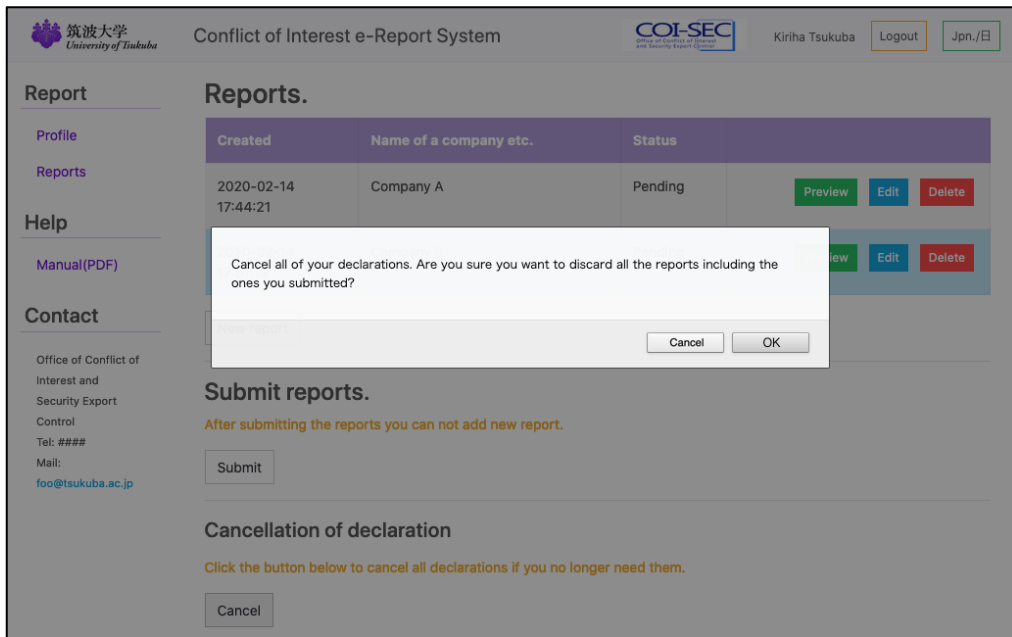 筑波大学
University of Tsukuba
Conflict of Interest e-Report System
COI-SEC
Office of Conflict of Interest
and Security Export Control
Kiriha Tsukuba
Logout
Jpn./日
Report
Profile
Reports
Help
Manual(PDF)
Contact
Office of Conflict of
Interest and
Security Export
Control
Tel: ####
Mail:
foo@tsukuba.ac.jp
Reports.
Created Name of a company etc. Status
2020-02-14 Company A Pending Preview Edit Delete
17:44:21
Edit Delete
Cancel all of your declarations. Are you sure you want to discard all the reports including the
ones you submitted?
Cancel OK
New report
Submit reports.
After submitting the reports you can not add new report.
Submit
Cancellation of declaration
Click the button below to cancel all declarations if you no longer need them.
Cancel